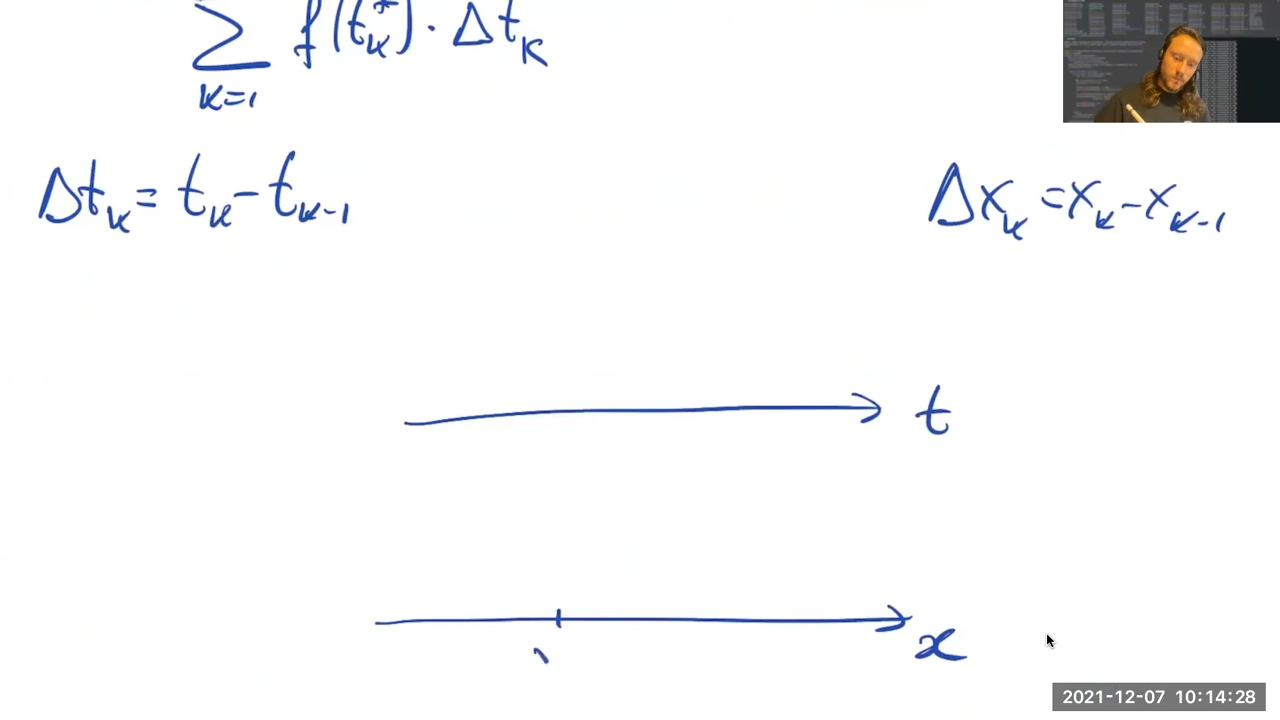 ∑ f(t*ₖ) · Δtₖ
k=1
Δtₖ = tₖ - tₖ₋₁
Δxₖ = xₖ - xₖ₋₁
t
x
2021-12-07 10:14:28